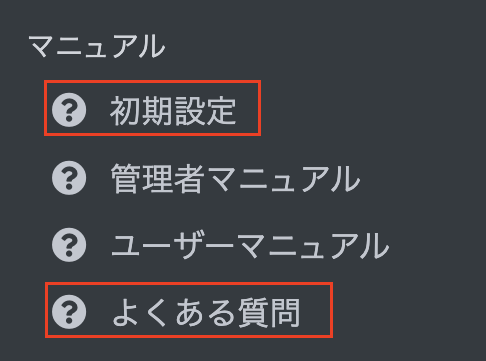 マニュアル
初期設定
管理者マニュアル
ユーザーマニュアル
よくある質問